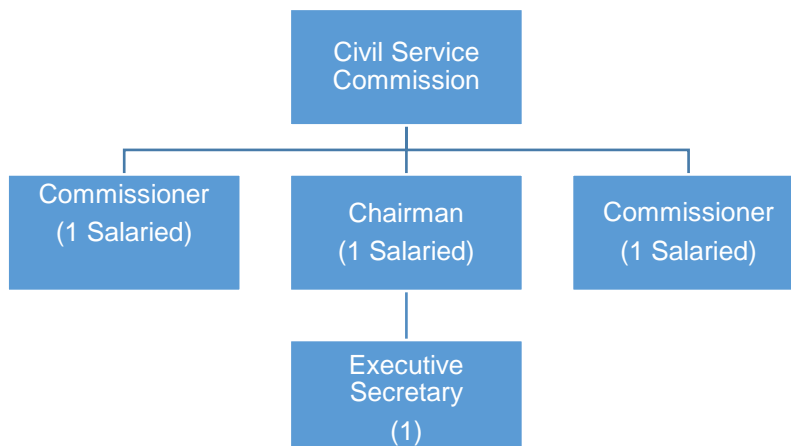 Civil Service
Commission
Commissioner
(1 Salaried)
Chairman
(1 Salaried)
Commissioner
(1 Salaried)
Executive
Secretary
(1)